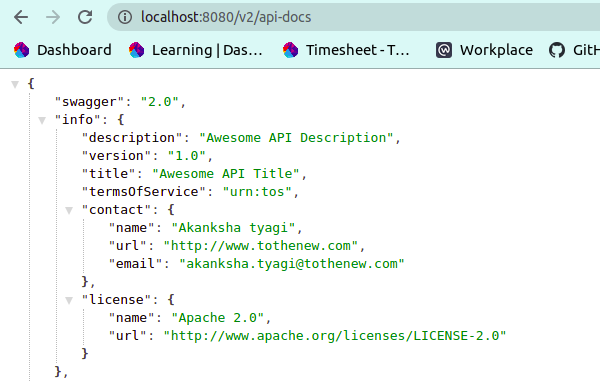 localhost:8080/v2/api-docs
Dashboard Learning | Das... Timesheet - T... Workplace GitH
{
"swagger": "2.0",
"info": {
"description": "Awesome API Description",
"version": "1.0",
"title": "Awesome API Title",
"termsOfService": "urn:tos",
"contact": {
"name": "Akanksha tyagi",
"url": "http://www.tothenew.com",
"email": "akanksha.tyagi@tothenew.com"
},
"license": {
"name": "Apache 2.0",
"url": "http://www.apache.org/licenses/LICENSE-2.0"
}
},